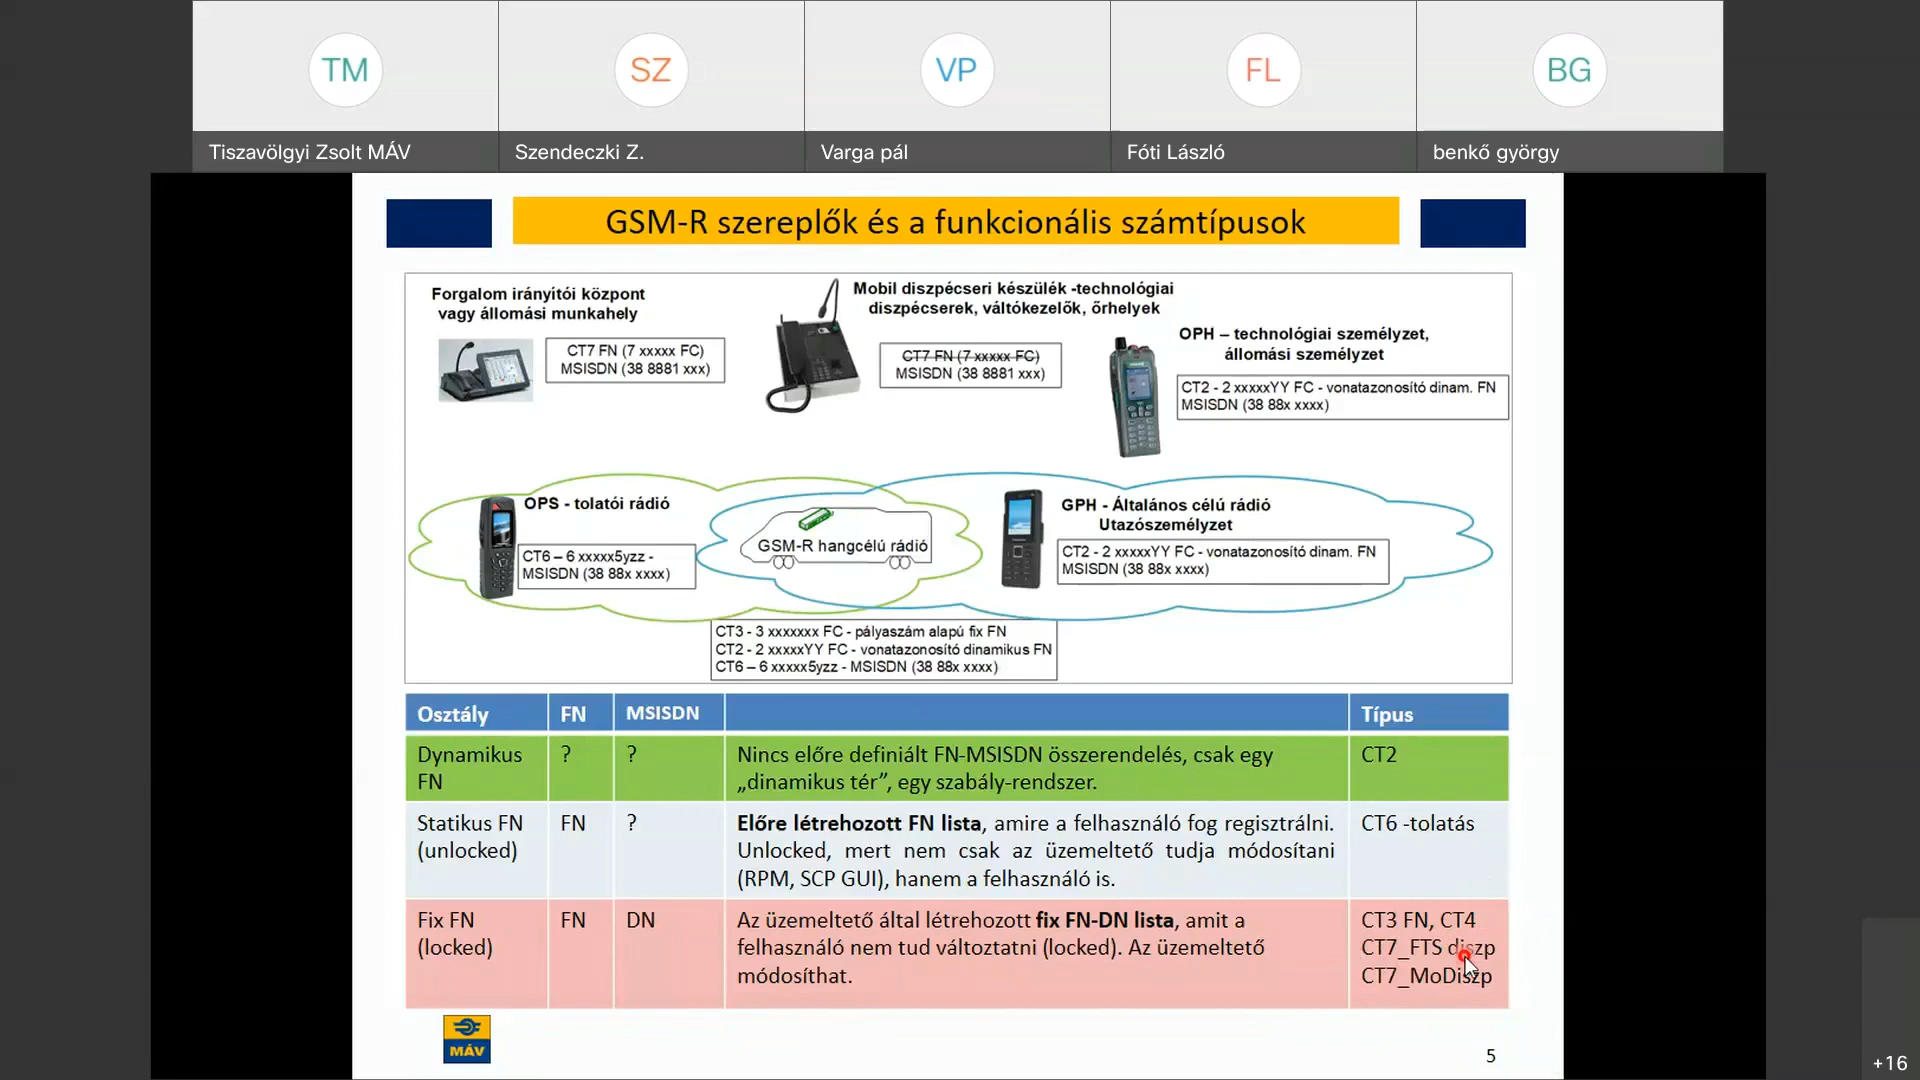 TM
SZ
VP
FL
BG
Tiszavölgyi Zsolt MÁV
Szendeczki Z.
Varga pál
Fóti László
benkő györgy
GSM-R szereplők és a funkcionális számtípusok
Forgalom irányítói központ
vagy állomási munkahely
CT7 FN (7 xxxxx FC)
MSISDN (38 8881 xxx)
Mobil diszpécseri készülék -technológiai
diszpécserek, váltókezelők, őrhelyek
CT7 FN (7 xxxxx FC)
MSISDN (38 8881 xxx)
OPH – technológiai személyzet,
állomási személyzet
CT2 - 2 xxxxxYY FC - vonatazonosító dinam. FN
MSISDN (38 88x xxxx)
OPS - tolatói rádió
CT6 – 6 xxxxx5yzz -
MSISDN (38 88x xxxx)
GSM-R hangcélú rádió
GPH - Általános célú rádió
Utazószemélyzet
CT2 - 2 xxxxxYY FC - vonatazonosító dinam. FN
MSISDN (38 88x xxxx)
CT3 - 3 xxxxxxx FC - pályaszám alapú fix FN
CT2 - 2 xxxxxYY FC - vonatazonosító dinamikus FN
CT6 – 6 xxxxx5yzz - MSISDN (38 88x xxxx)
Osztály
FN
MSISDN
Típus
Dynamikus
FN
?
?
Nincs előre definiált FN-MSISDN összerendelés, csak egy
„dinamikus tér”, egy szabály-rendszer.
CT2
Statikus FN
(unlocked)
FN
?
Előre létrehozott FN lista, amire a felhasználó fog regisztrálni.
Unlocked, mert nem csak az üzemeltető tudja módosítani
(RPM, SCP GUI), hanem a felhasználó is.
CT6 -tolatás
Fix FN
(locked)
FN
DN
Az üzemeltető által létrehozott fix FN-DN lista, amit a
felhasználó nem tud változtatni (locked). Az üzemeltető
módosíthat.
CT3 FN, CT4
CT7_FTS diszp
CT7_MoDiszp
MÁV
5
+16